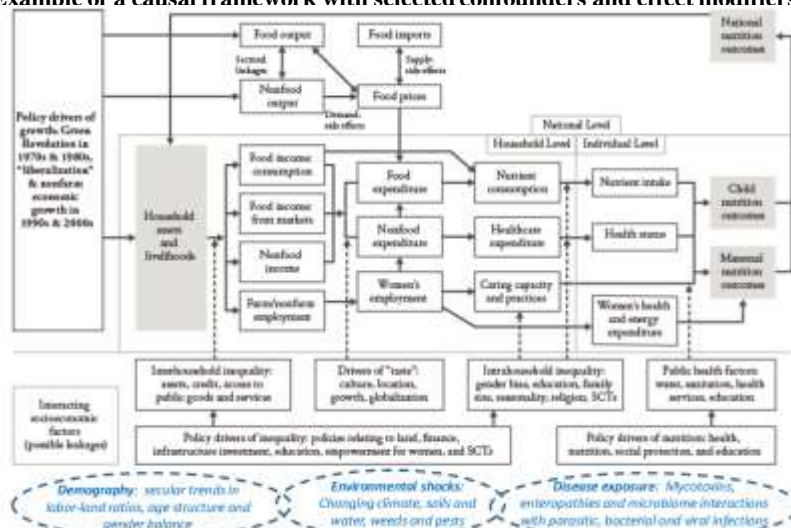 example of a causal framework with selected confounders and effect modifiers
Food output
Food imports
National
nutrition
outcomes
Sectoral
linkages
Supply-
side effects
Nonfood
output
Food prices
Demand-
side effects
Policy drivers of
growth: Green
Revolution in
1970s & 1980s,
"liberalization"
& nonfarm
economic
growth in
1990s & 2000s
National Level
Household Level
Individual Level
Household
assets
and
livelihoods
Food income
consumption
Food income
from markets
Nonfood
income
Farm/nonfarm
employment
Food
expenditure
Nonfood
expenditure
Women's
employment
Nutrient
consumption
Healthcare
expenditure
Caring capacity
and practices
Nutrient intake
Health status
Women's health
and energy
expenditure
Child
nutrition
outcomes
Maternal
nutrition
outcomes
Interhousehold inequality:
assets, credit, access to
public goods and services
Drivers of "taste":
culture, location,
growth, globalization
Intrahousehold inequality:
gender bias, education, family
size, seasonality, religion, SCTs
Public health factors:
water, sanitation, health
services, education
Interacting
socioeconomic
factors
(possible leakages)
Policy drivers of inequality: policies relating to land, finance,
infrastructure investment, education, empowerment for women, and SCTs
Policy drivers of nutrition: health,
nutrition, social protection, and education
Demography: secular trends in
labor-land ratios, age structure and
gender balance
Environmental shocks:
Changing climate, soils and
water, weeds and pests
Disease exposure: Mycotoxins,
enteropathies and microbiome interactions
with parasitic, bacterial and viral infections